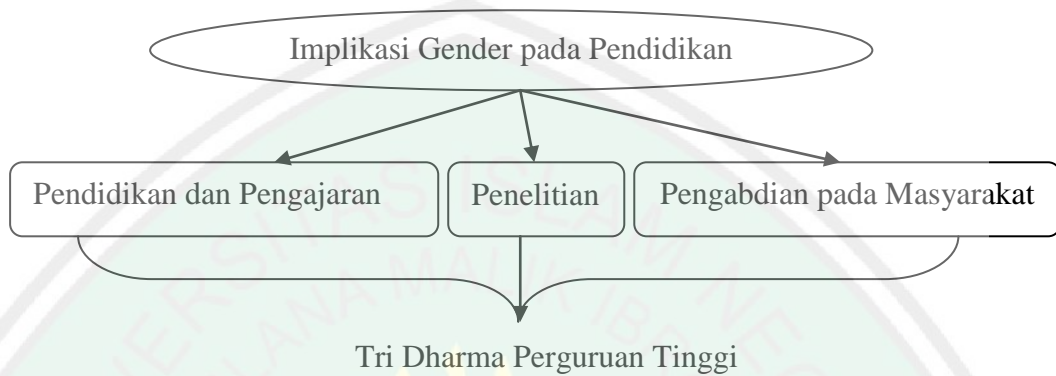 Implikasi Gender pada Pendidikan
Pendidikan dan Pengajaran
Penelitian
Pengabdian pada Masyarakat
Tri Dharma Perguruan Tinggi